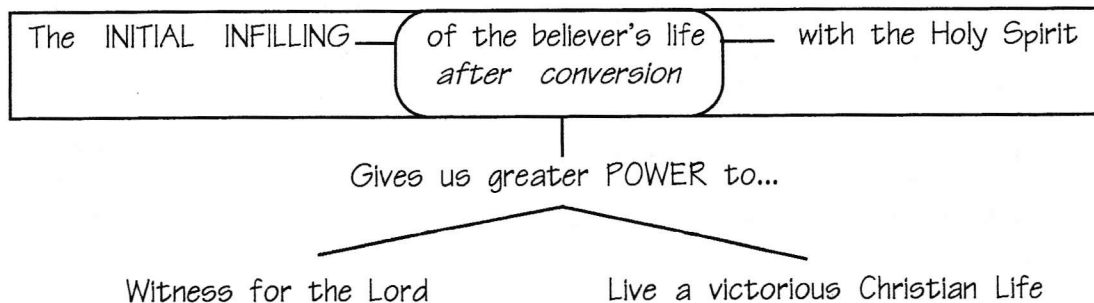 The INITIAL INFILLING of the believer's life with the Holy Spirit
after conversion
Gives us greater POWER to...
Witness for the Lord Live a victorious Christian Life